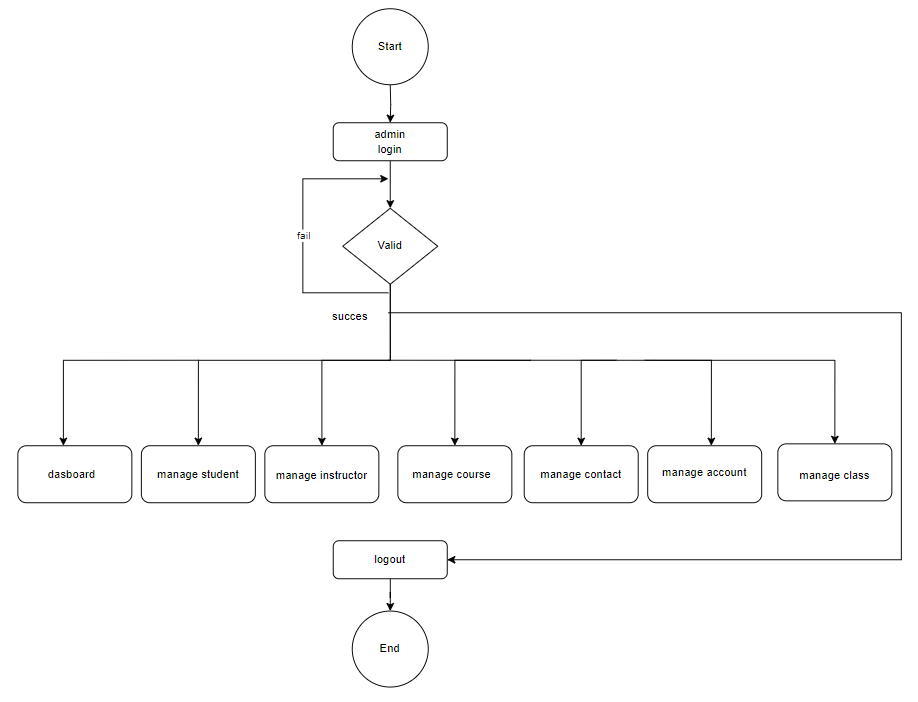 Start
admin
login
fail
Valid
succes
dasboard
manage student
manage instructor
manage course
manage contact
manage account
manage class
logout
End